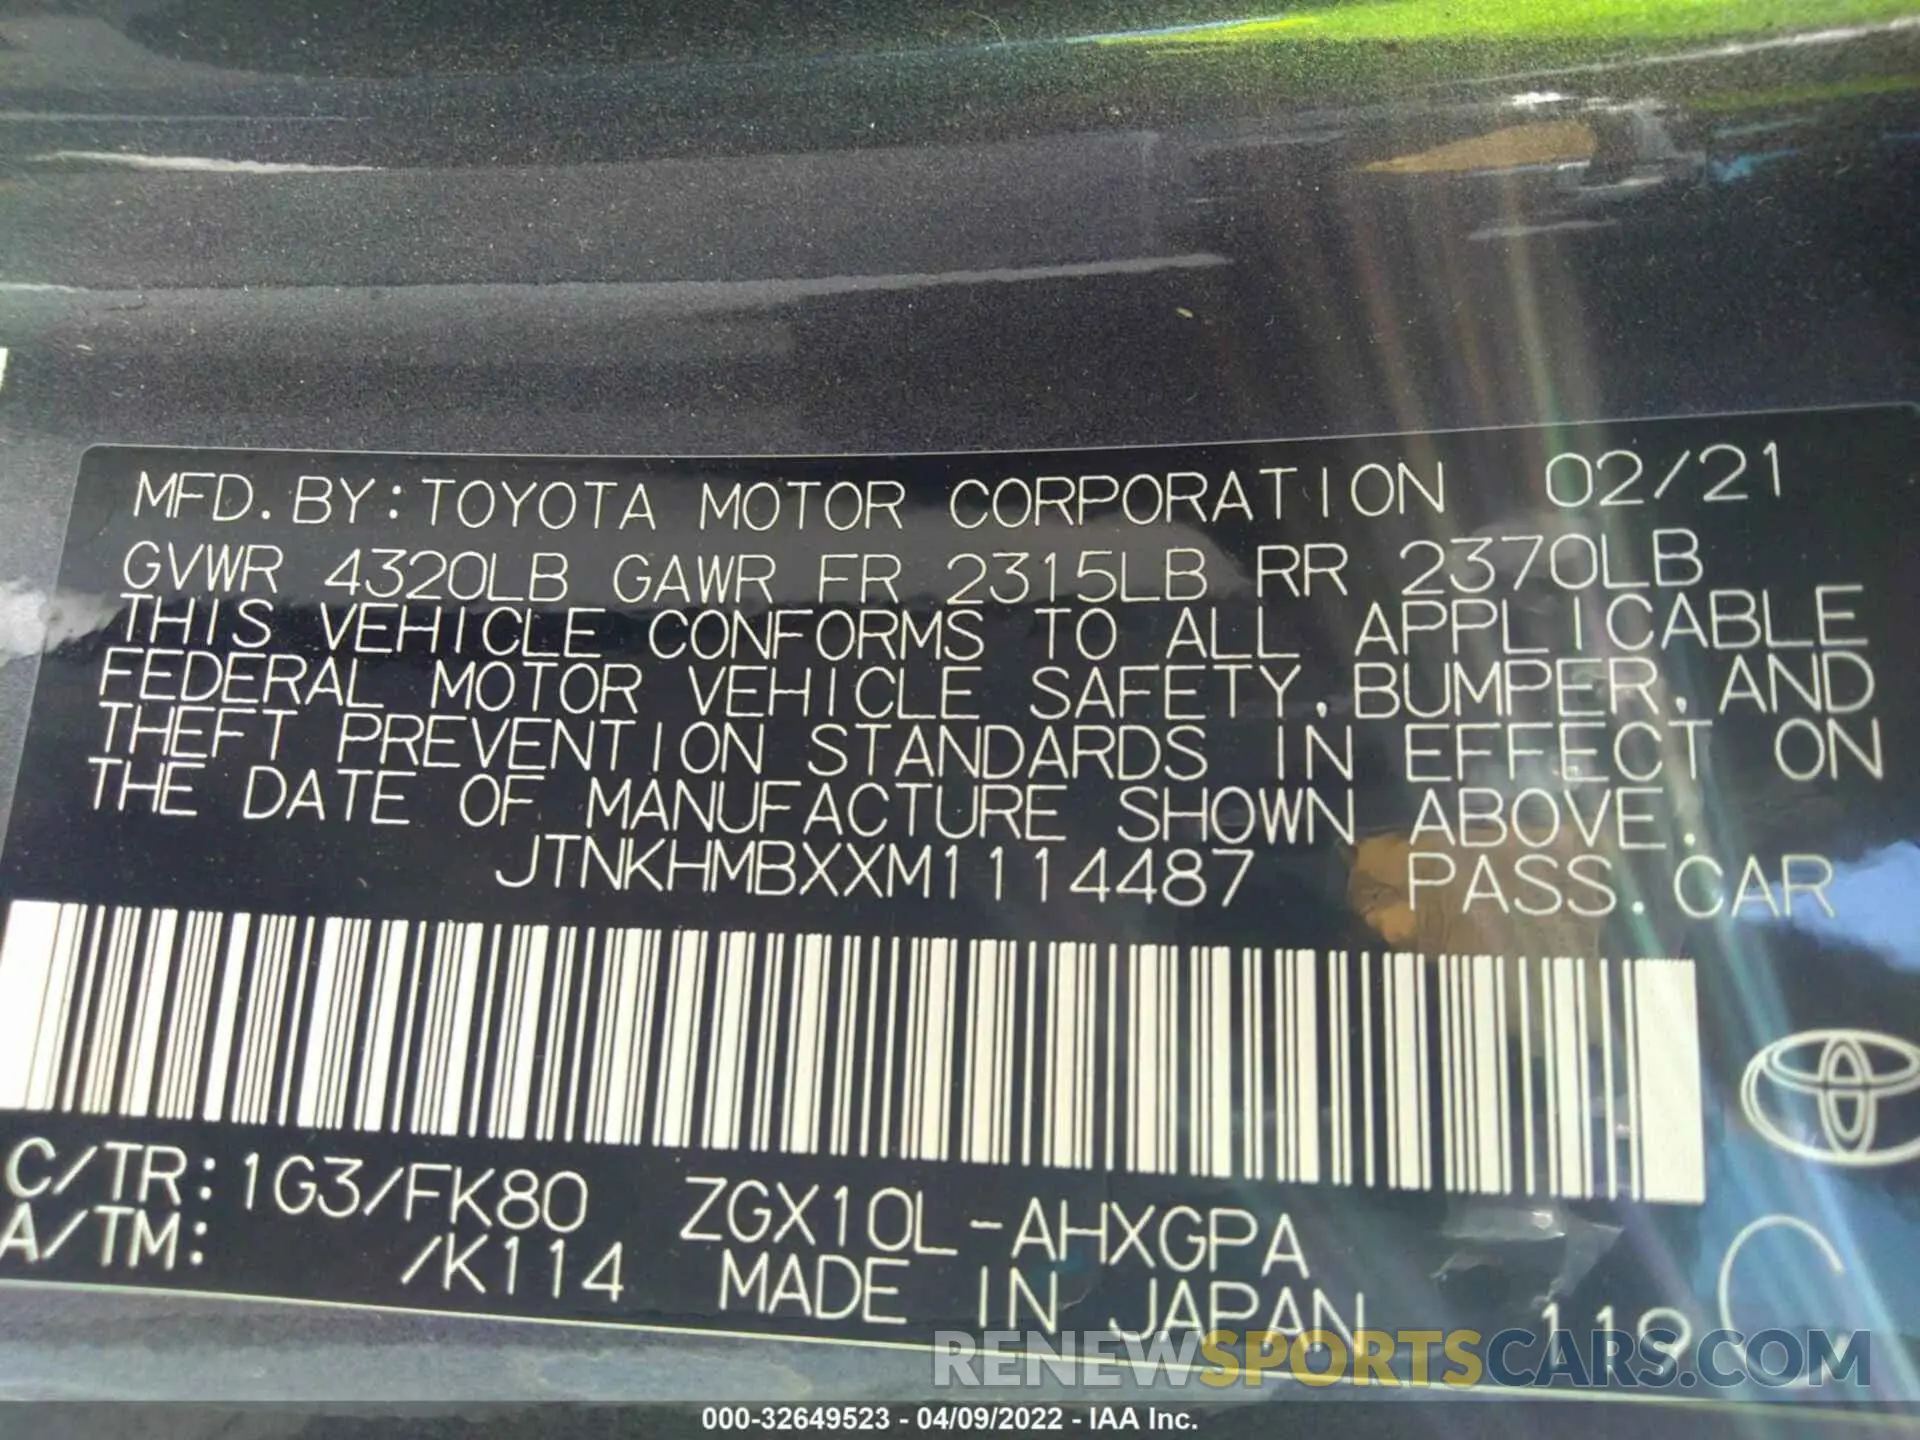 MFD. BY: TOYOTA MOTOR CORPORATION 02/21
GVWR 4320LB GAWR FR 2315LB RR 2370LB
THIS VEHICLE CONFORMS TO ALL APPLICABLE
FEDERAL MOTOR VEHICLE SAFETY, BUMPER, AND
THEFT PREVENTION STANDARDS IN EFFECT ON
THE DATE OF MANUFACTURE SHOWN ABOVE.
JTNKHMBXXM1114487 PASS. CAR
C/TR: 1G3/FK80 ZGX10L-AHXGPA
A/TM: /K114 MADE IN JAPAN
RENEWSPORTSCARS.COM
000-32649523 - 04/09/2022 - IAA Inc.